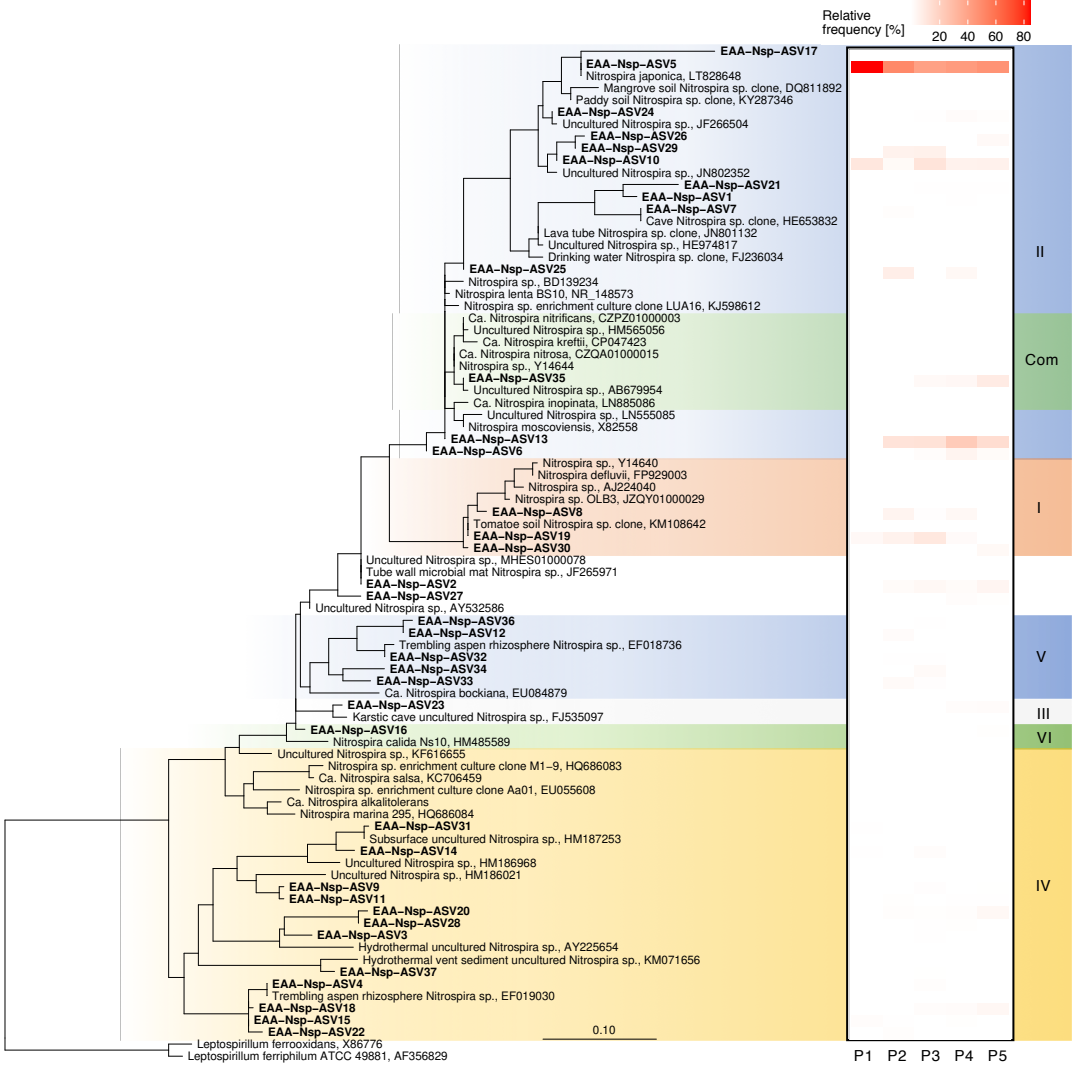 Relative
frequency [%]
20 40 60 80
EAA-Nsp-ASV17
EAA-Nsp-ASV5
Nitrospira japonica, LT828648
Mangrove soil Nitrospira sp. clone, DQ811892
Paddy soil Nitrospira sp. clone, KY287346
EAA-Nsp-ASV24
Uncultured Nitrospira sp., JF266504
EAA-Nsp-ASV26
EAA-Nsp-ASV29
EAA-Nsp-ASV10
Uncultured Nitrospira sp., JN802352
EAA-Nsp-ASV21
EAA-Nsp-ASV1
EAA-Nsp-ASV7
Cave Nitrospira sp. clone, HE653832
Lava tube Nitrospira sp. clone, JN801132
Uncultured Nitrospira sp., HE974817
II
Drinking water Nitrospira sp. clone, FJ236034
EAA-Nsp-ASV25
Nitrospira sp., BD139234
Nitrospira lenta BS10, NR_148573
Nitrospira sp. enrichment culture clone LUA16, KJ598612
Ca. Nitrospira nitrificans, CZPZ01000003
Uncultured Nitrospira sp., HM565056
Ca. Nitrospira kreftii, CP047423
Ca. Nitrospira nitrosa, CZQA01000015
Com
Nitrospira sp., Y14644
EAA-Nsp-ASV35
Uncultured Nitrospira sp., AB679954
Ca. Nitrospira inopinata, LN885086
Uncultured Nitrospira sp., LN555085
Nitrospira moscoviensis, X82558
EAA-Nsp-ASV13
EAA-Nsp-ASV6
Nitrospira sp., Y14640
Nitrospira defluvii, FP929003
Nitrospira sp., AJ224040
Nitrospira sp. OLB3, JZQY01000029
I
EAA-Nsp-ASV8
Tomatoe soil Nitrospira sp. clone, KM108642
EAA-Nsp-ASV19
EAA-Nsp-ASV30
Uncultured Nitrospira sp., MHES01000078
Tube wall microbial mat Nitrospira sp., JF265971
EAA-Nsp-ASV2
EAA-Nsp-ASV27
Uncultured Nitrospira sp., AY532586
EAA-Nsp-ASV36
EAA-Nsp-ASV12
Trembling aspen rhizosphere Nitrospira sp., EF018736
EAA-Nsp-ASV32
V
EAA-Nsp-ASV34
EAA-Nsp-ASV33
Ca. Nitrospira bockiana, EU084879
EAA-Nsp-ASV23
Karstic cave uncultured Nitrospira sp., FJ535097
III
EAA-Nsp-ASV16
VI
Nitrospira calida Ns10, HM485589
Uncultured Nitrospira sp., KF616655
Nitrospira sp. enrichment culture clone M1-9, HQ686083
Ca. Nitrospira salsa, KC706459
Nitrospira sp. enrichment culture clone Aa01, EU055608
Ca. Nitrospira alkalitolerans
Nitrospira marina 295, HQ686084
EAA-Nsp-ASV31
Subsurface uncultured Nitrospira sp., HM187253
EAA-Nsp-ASV14
Uncultured Nitrospira sp., HM186968
Uncultured Nitrospira sp., HM186021
EAA-Nsp-ASV9
IV
EAA-Nsp-ASV11
EAA-Nsp-ASV20
EAA-Nsp-ASV28
EAA-Nsp-ASV3
Hydrothermal uncultured Nitrospira sp., AY225654
Hydrothermal vent sediment uncultured Nitrospira sp., KM071656
EAA-Nsp-ASV37
EAA-Nsp-ASV4
Trembling aspen rhizosphere Nitrospira sp., EF019030
EAA-Nsp-ASV18
EAA-Nsp-ASV15
EAA-Nsp-ASV22
0.10
Leptospirillum ferrooxidans, X86776
Leptospirillum ferriphilum ATCC 49881, AF356829
P1 P2 P3 P4 P5